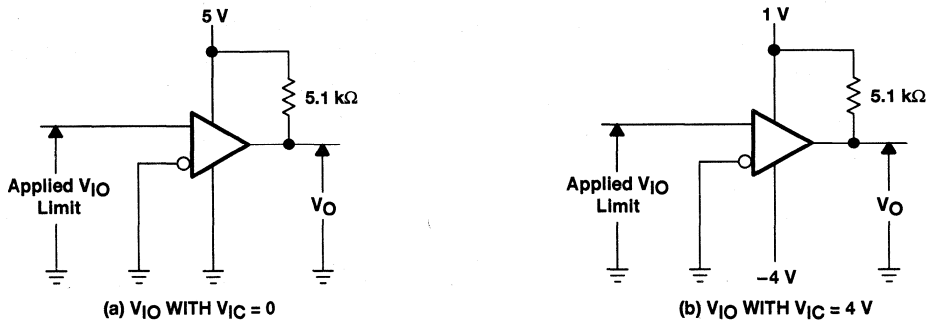 5 V
5.1 kΩ
Applied VIO
Limit
VO
(a) VIO WITH VIC = 0
1 V
5.1 kΩ
Applied VIO
Limit
VO
−4 V
(b) VIO WITH VIC = 4 V